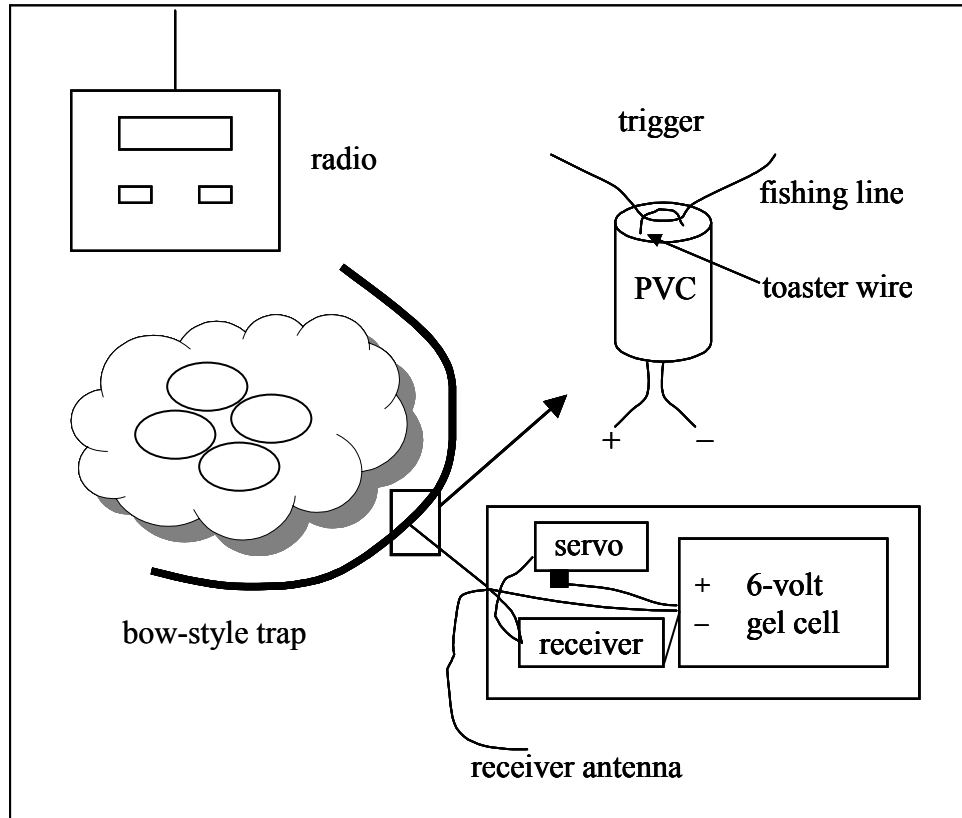 trigger
radio
fishing line
PVC
toaster wire
+ −
servo
+ 6-volt
− gel cell
receiver
bow-style trap
receiver antenna